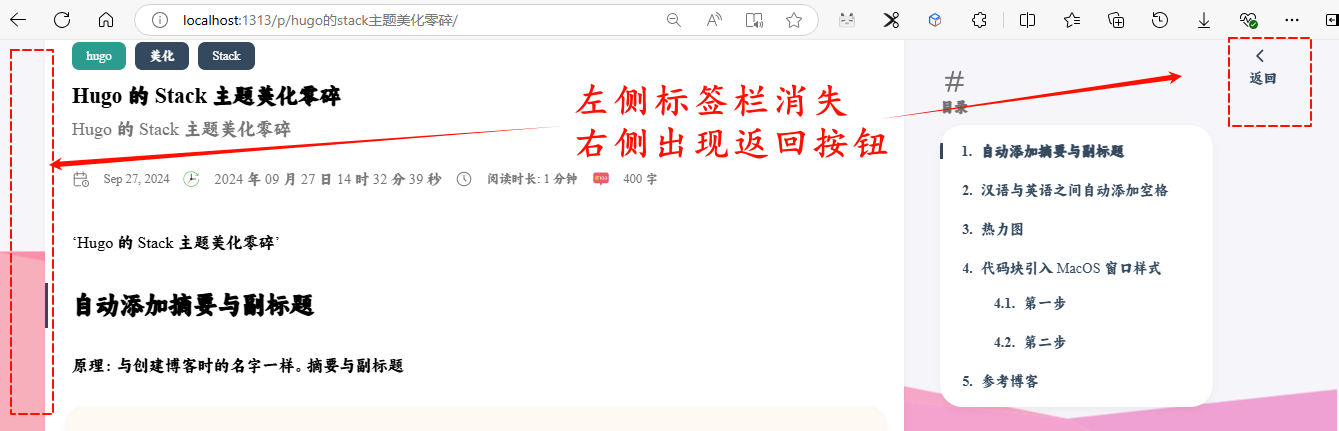 localhost:1313/p/hugo的stack主题美化零碎/
hugo 美化 Stack
Hugo 的 Stack 主题美化零碎
Hugo 的 Stack 主题美化零碎
Sep 27, 2024 2024 年 09 月 27 日 14 时 32 分 39 秒 阅读时长: 1 分钟 400 字
‘Hugo 的 Stack 主题美化零碎’
自动添加摘要与副标题
原理：与创建博客时的名字一样。摘要与副标题
左侧标签栏消失
右侧出现返回按钮
#
目录
1. 自动添加摘要与副标题
2. 汉语与英语之间自动添加空格
3. 热力图
4. 代码块引入 MacOS 窗口样式
4.1. 第一步
4.2. 第二步
5. 参考博客
返回